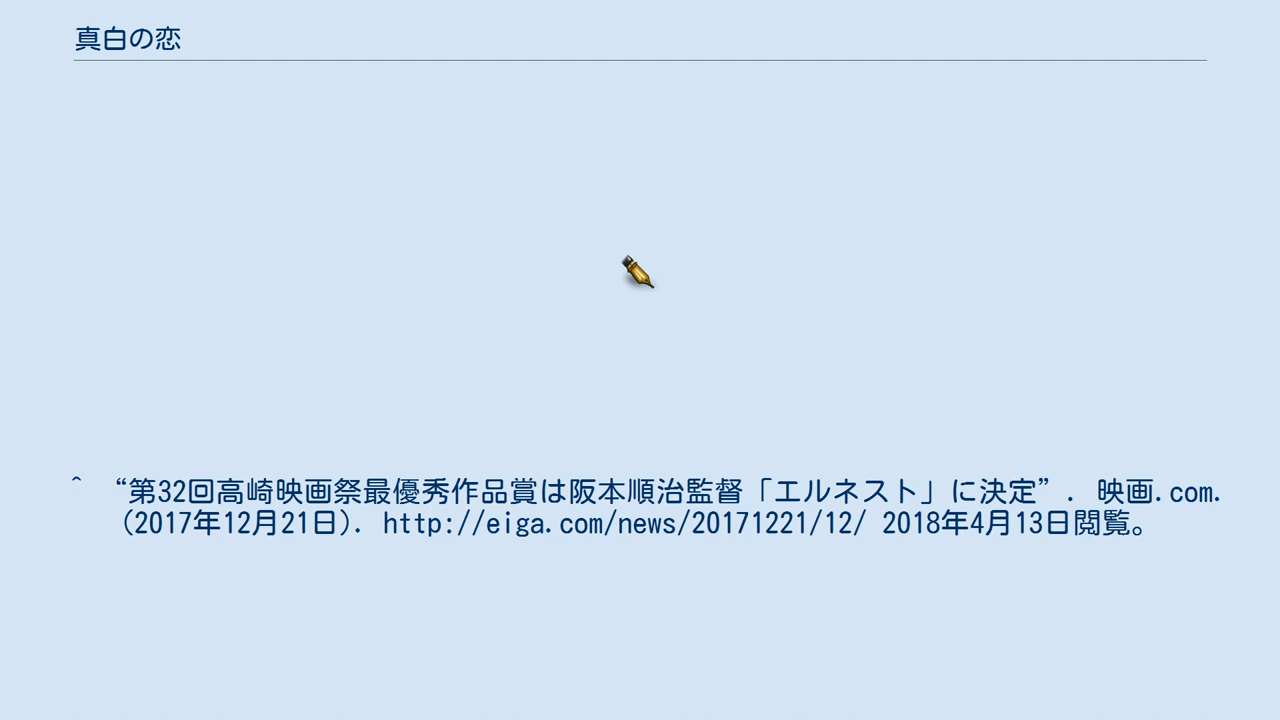 真白の恋
^ “第32回高崎映画祭最優秀作品賞は阪本順治監督「エルネスト」に決定”. 映画.com.
(2017年12月21日). http://eiga.com/news/20171221/12/ 2018年4月13日閲覧。